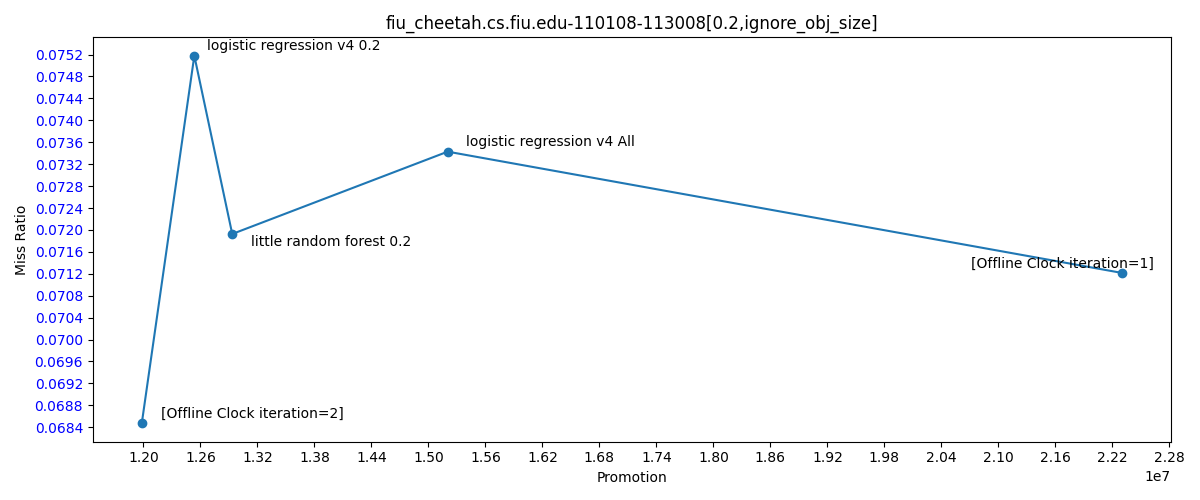 fiu_cheetah.cs.fiu.edu-110108-113008[0.2,ignore_obj_size]
Miss Ratio
0.0752
0.0748
0.0744
0.0740
0.0736
0.0732
0.0728
0.0724
0.0720
0.0716
0.0712
0.0708
0.0704
0.0700
0.0696
0.0692
0.0688
0.0684
logistic regression v4 0.2
logistic regression v4 All
little random forest 0.2
[Offline Clock iteration=1]
[Offline Clock iteration=2]
1.20 1.26 1.32 1.38 1.44 1.50 1.56 1.62 1.68 1.74 1.80 1.86 1.92 1.98 2.04 2.10 2.16 2.22 2.28
Promotion
1e7